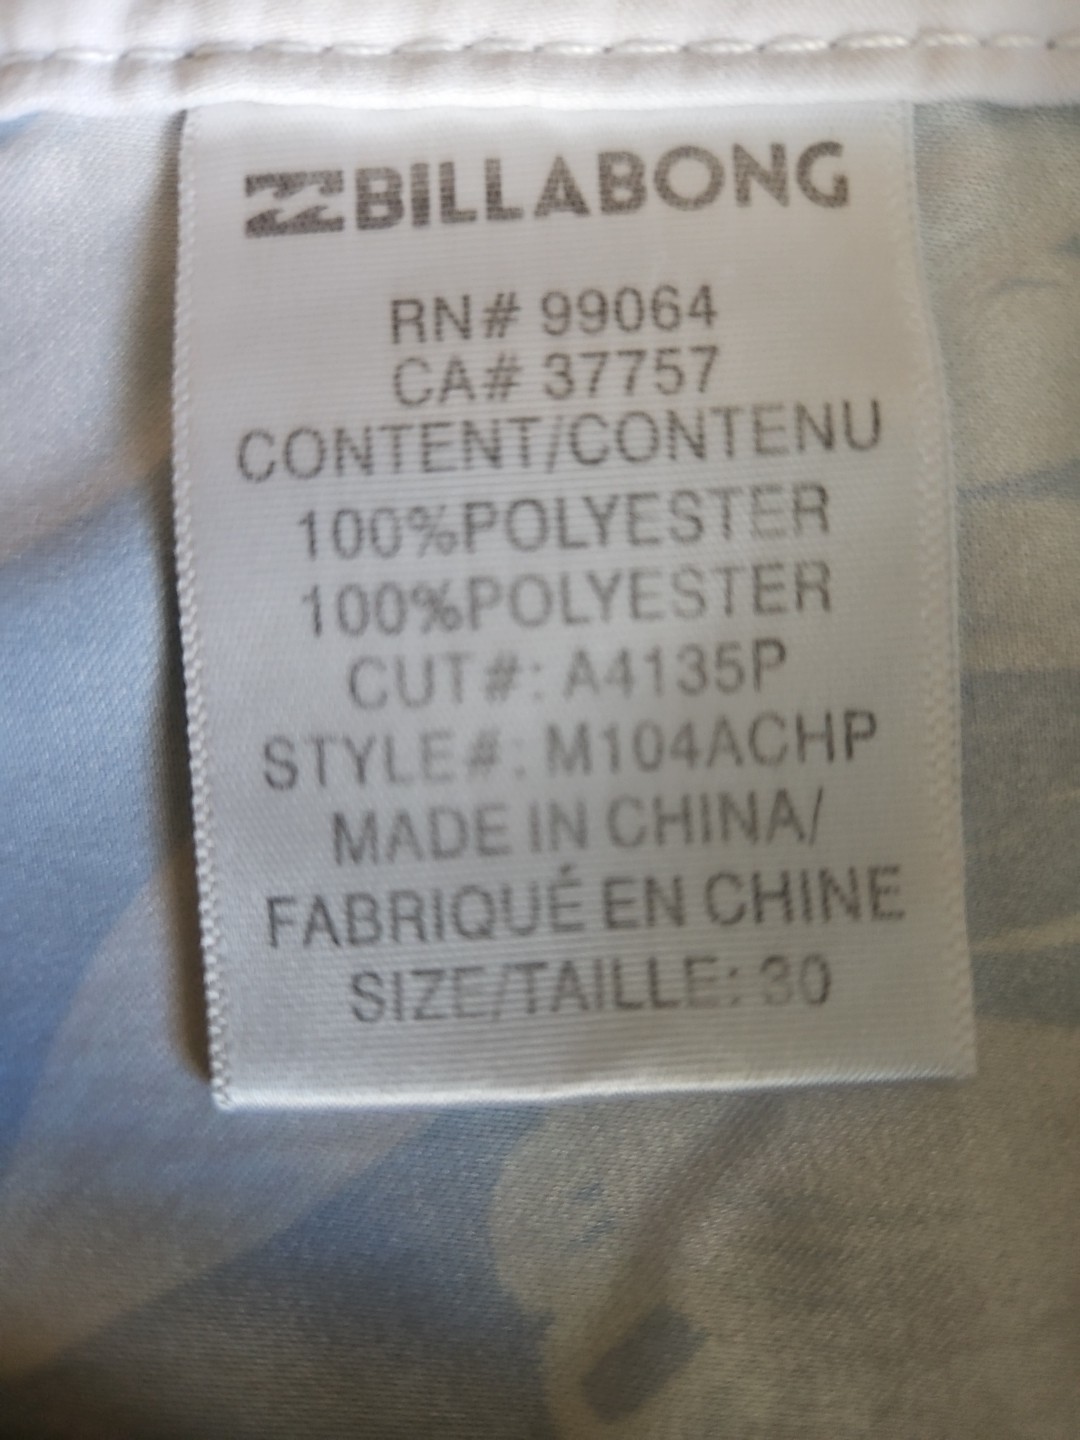 BILLABONG
RN# 99064
CA# 37757
CONTENT/CONTENU
100%POLYESTER
100%POLYESTER
CUT#: A4135P
STYLE#: M104ACHP
MADE IN CHINA/
FABRIQUÉ EN CHINE
SIZE/TAILLE: 30